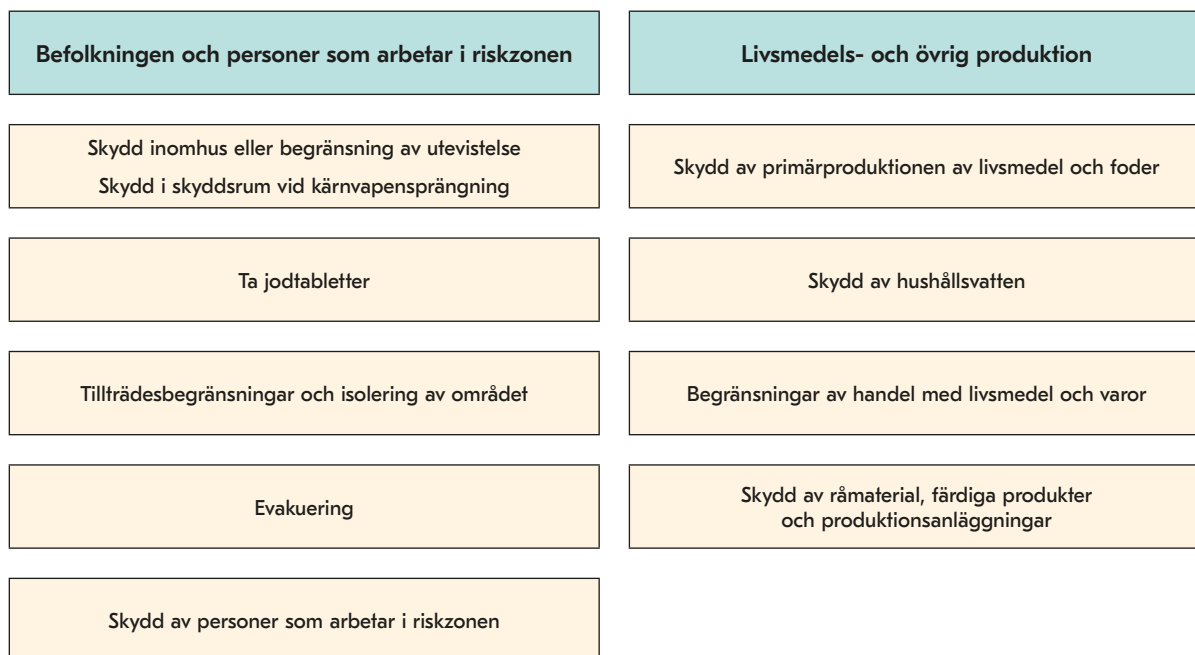 Befolkningen och personer som arbetar i riskzonen
Skydd inomhus eller begränsning av utevistelse
Skydd i skyddsrum vid kärnvapensprängning
Ta jodtabletter
Tillträdesbegränsningar och isolering av området
Evakuering
Skydd av personer som arbetar i riskzonen
Livsmedels- och övrig produktion
Skydd av primärproduktionen av livsmedel och foder
Skydd av hushållsvatten
Begränsningar av handel med livsmedel och varor
Skydd av råmaterial, färdiga produkter
och produktionsanläggningar